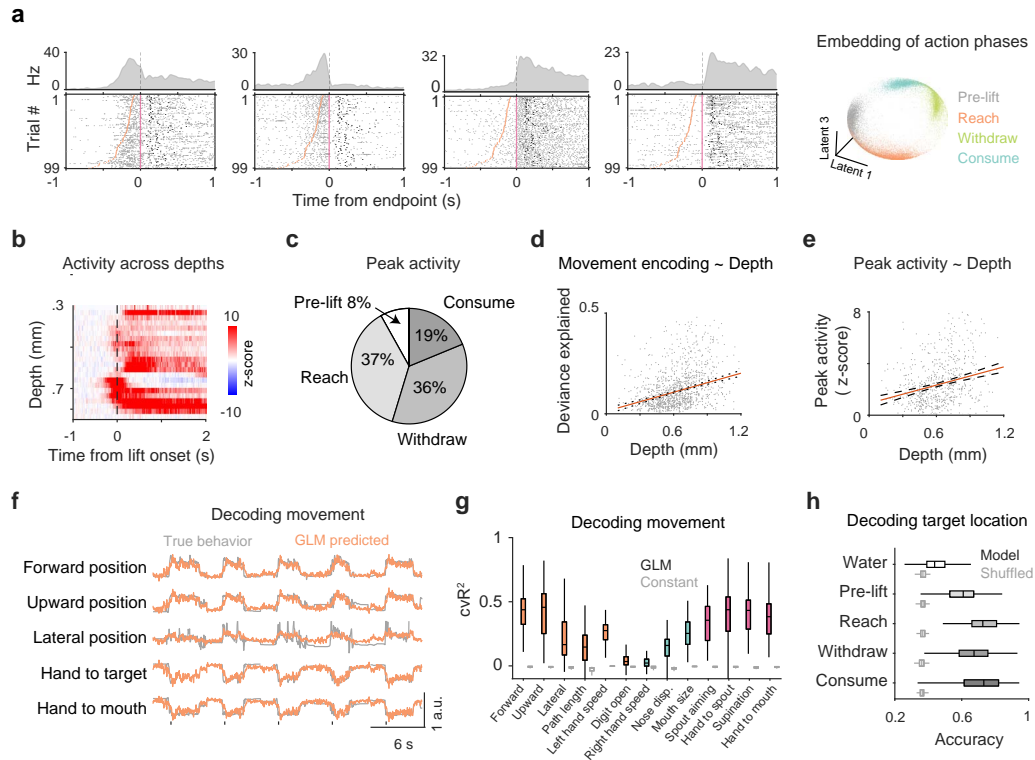 a
40
30
32
23
Hz
0
0
0
0
1
1
1
1
Trial #
99
99
99
99
-1 0 1
-1 0 1
-1 0 1
-1 0 1
Time from endpoint (s)
Embedding of action phases
Pre-lift
Reach
Withdraw
Consume
Latent 3
Latent 1
b
Activity across depths
.3
.7
Depth (mm)
-1 0 2
Time from lift onset (s)
10
-10
z-score
c
Peak activity
Pre-lift 8%
Consume
19%
37%
36%
Reach
Withdraw
d
Movement encoding ~ Depth
0.5
0
Deviance explained
0 0.6 1.2
Depth (mm)
e
Peak activity ~ Depth
8
0
Peak activity
( z-score)
0 0.6 1.2
Depth (mm)
f
Decoding movement
True behavior
GLM predicted
Forward position
Upward position
Lateral position
Hand to target
Hand to mouth
1 a.u.
6 s
g
Decoding movement
GLM
Constant
1
0.5
0
cvR²
Forward
Upward
Lateral
Path length
Left hand speed
Digit open
Right hand speed
Nose disp.
Mouth size
Spout aiming
Hand to spout
Supination
Hand to mouth
h
Decoding target location
Model
Shuffled
Water
Pre-lift
Reach
Withdraw
Consume
0.2 0.6 1
Accuracy